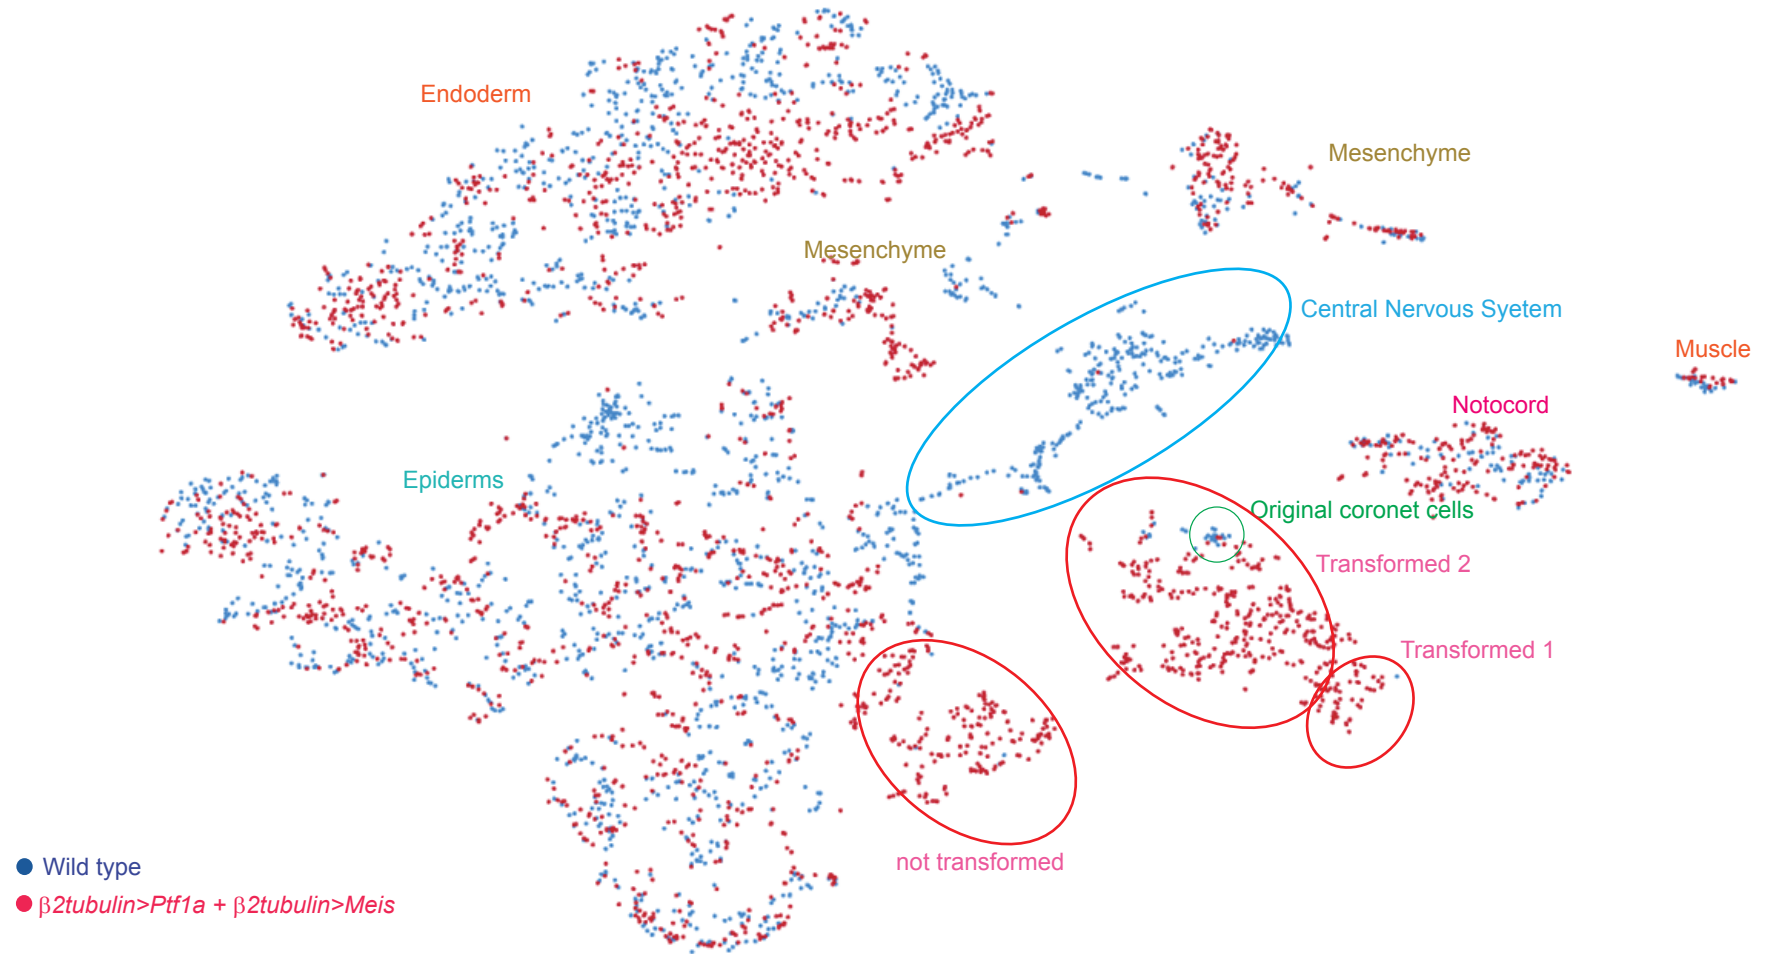 Endoderm
Mesenchyme
Mesenchyme
Central Nervous Syetem
Muscle
Notocord
Epiderms
Original coronet cells
Transformed 2
Transformed 1
not transformed
Wild type
β2tubulin>Ptf1a + β2tubulin>Meis